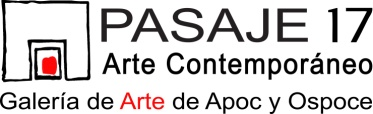 PASAJE 17
Arte Contemporáneo
Galería de Arte de Apoc y Ospoce